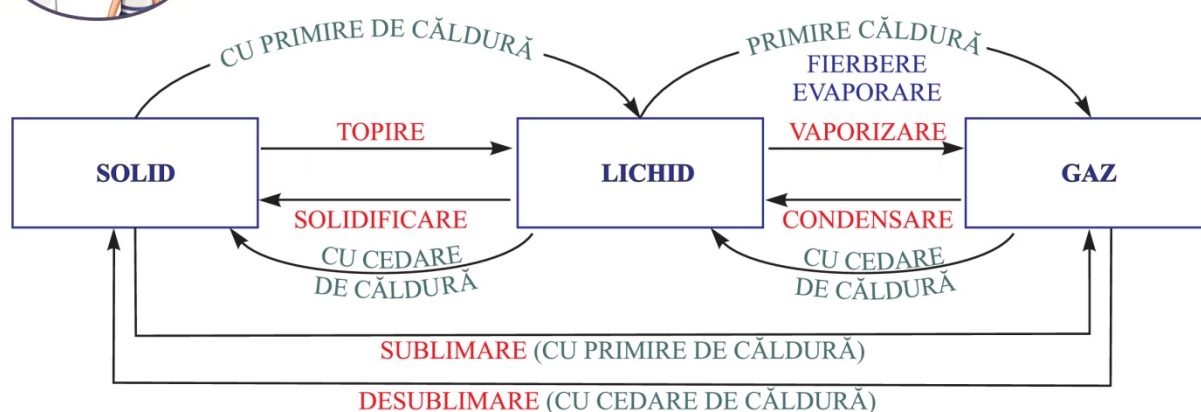 CU PRIMIRE DE CĂLDURĂ
PRIMIRE CĂLDURĂ
FIERBERE
EVAPORARE
TOPIRE
VAPORIZARE
SOLID
LICHID
GAZ
SOLIDIFICARE
CONDENSARE
CU CEDARE
DE CĂLDURĂ
CU CEDARE
DE CĂLDURĂ
SUBLIMARE (CU PRIMIRE DE CĂLDURĂ)
DESUBLIMARE (CU CEDARE DE CĂLDURĂ)